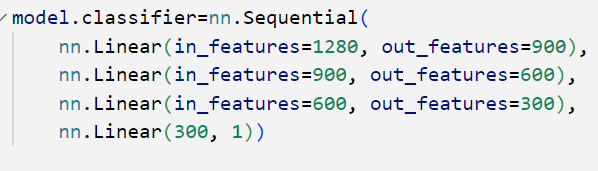 model.classifier=nn.Sequential(
    nn.Linear(in_features=1280, out_features=900),
    nn.Linear(in_features=900, out_features=600),
    nn.Linear(in_features=600, out_features=300),
    nn.Linear(300, 1))